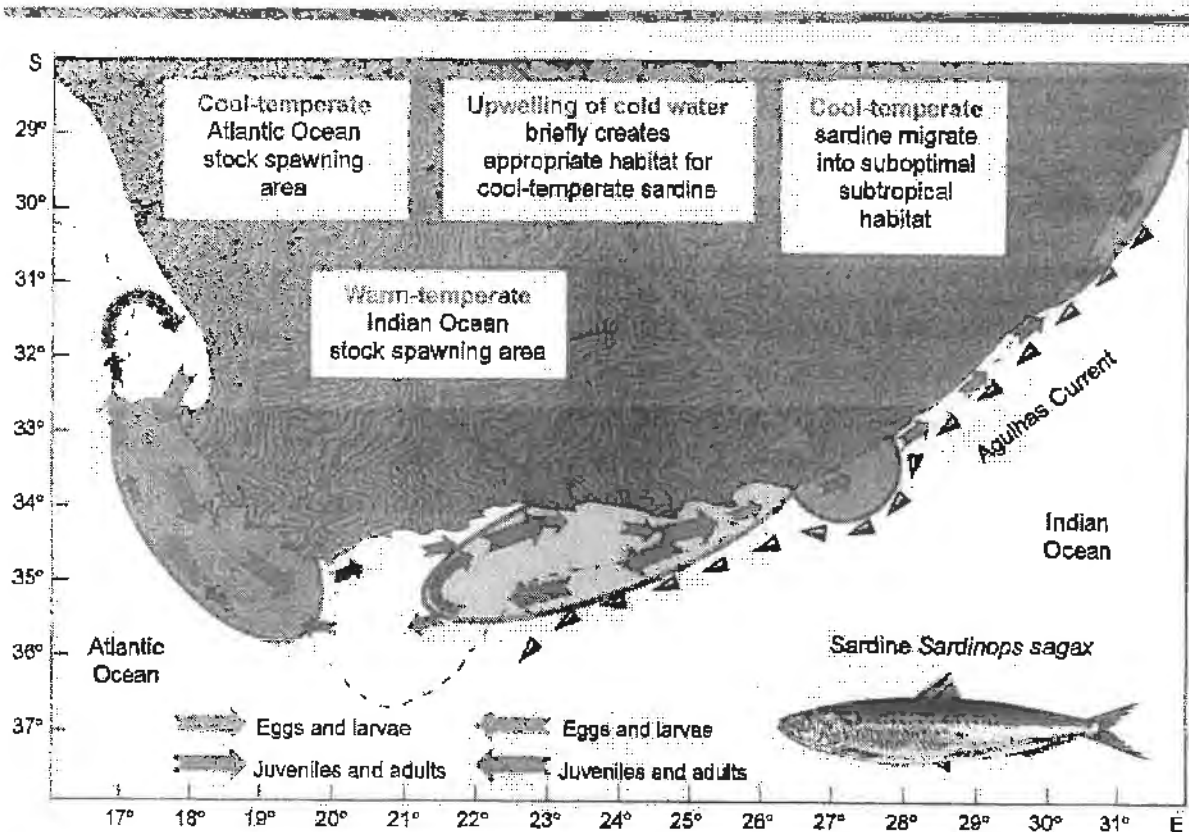 S
Cool-temperate
Atlantic Ocean
stock spawning
area
Upwelling of cold water
briefly creates
appropriate habitat for
cool-temperate sardine
Cool-temperate
sardine migrate
into suboptimal
subtropical
habitat
Warm-temperate
Indian Ocean
stock spawning area
29°
30°
31°
32°
33°
34°
35°
36°
37°
Agulhas Current
Indian
Ocean
Atlantic
Ocean
Sardine Sardinops sagax
Eggs and larvae
Eggs and larvae
Juveniles and adults
Juveniles and adults
17° 18° 19° 20° 21° 22° 23° 24° 25° 26° 27° 28° 29° 30° 31° E